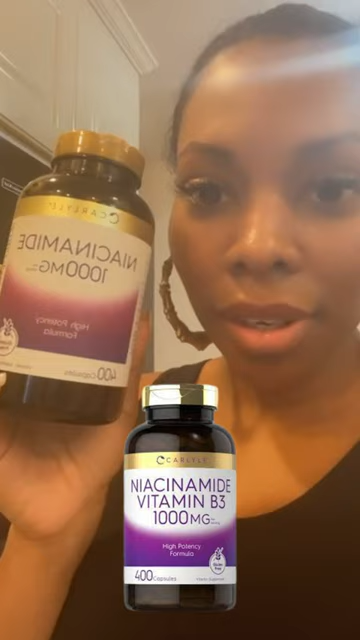 CARLYLE
NIACINAMIDE
1000MG
High Potency
Formula
400 Capsules
CARLYLE
NIACINAMIDE
VITAMIN B3
1000MG
High Potency
Formula
400 Capsules